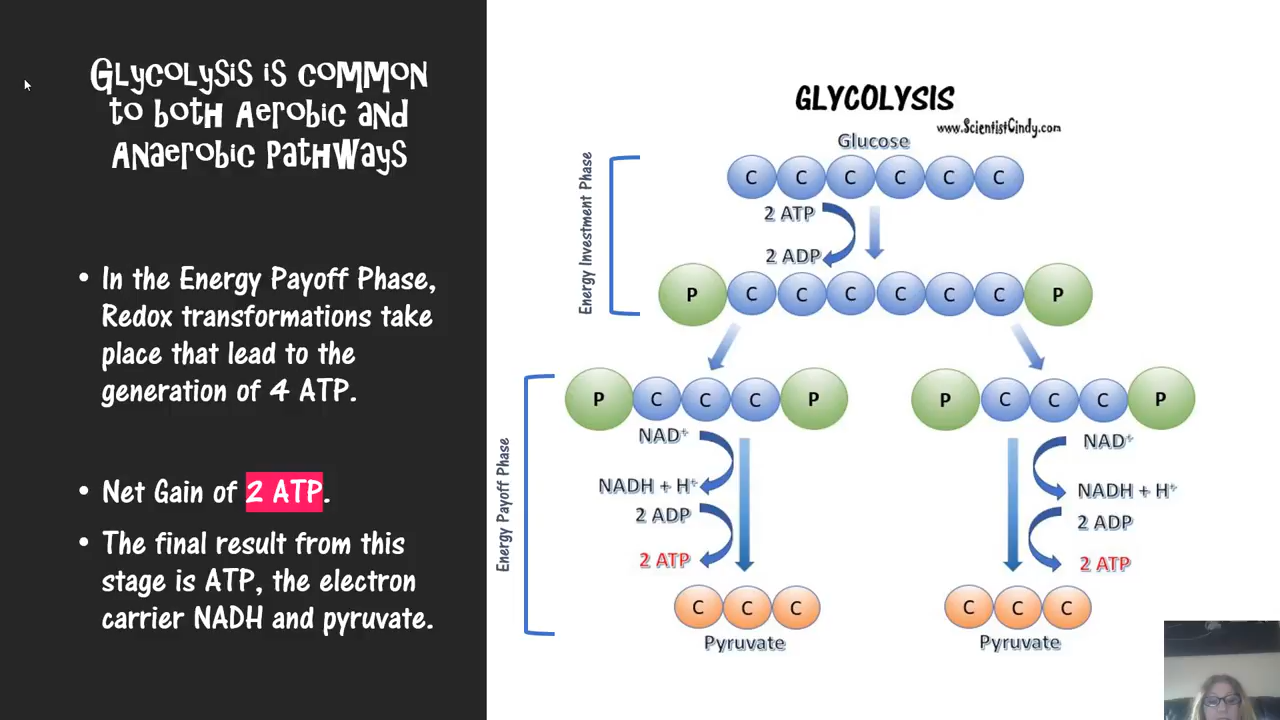 Glycolysis is common
to both Aerobic and
Anaerobic Pathways
• In the Energy Payoff Phase,
Redox transformations take
place that lead to the
generation of 4 ATP.
• Net Gain of 2 ATP.
• The final result from this
stage is ATP, the electron
carrier NADH and pyruvate.
GLYCOLYSIS
www.ScientistCindy.com
Glucose
Energy Investment Phase
C C C C C C
2 ATP
2 ADP
P C C C C C C P
Energy Payoff Phase
P C C C P
P C C C P
NAD+
NADH + H+
2 ADP
2 ATP
NAD+
NADH + H+
2 ADP
2 ATP
C C C
Pyruvate
C C C
Pyruvate